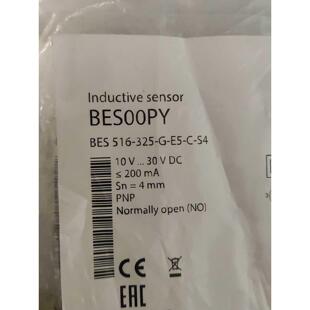 Inductive sensor
BES00PY
BES 516-325-G-E5-C-S4
10 V ... 30 V DC
≤ 200 mA
Sn = 4 mm
PNP
Normally open (NO)
CE
EAC